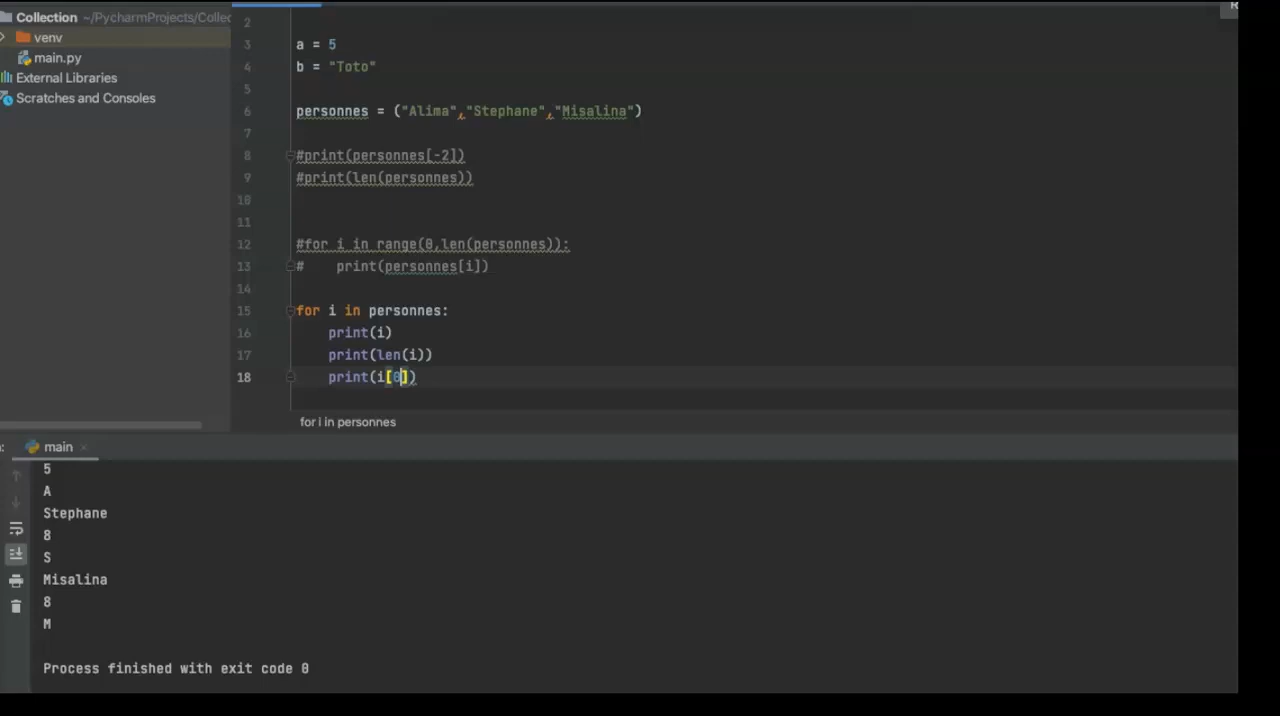 Collection ~/PycharmProjects/Collec
venv
main.py
External Libraries
Scratches and Consoles
2
3 a = 5
4 b = "Toto"
5
6 personnes = ("Alima","Stephane","Misalina")
7
8 #print(personnes[-2])
9 #print(len(personnes))
10
11
12 #for i in range(0,len(personnes)):
13 #    print(personnes[i])
14
15 for i in personnes:
16     print(i)
17     print(len(i))
18     print(i[0])
for i in personnes
main
5
A
Stephane
8
S
Misalina
8
M
Process finished with exit code 0